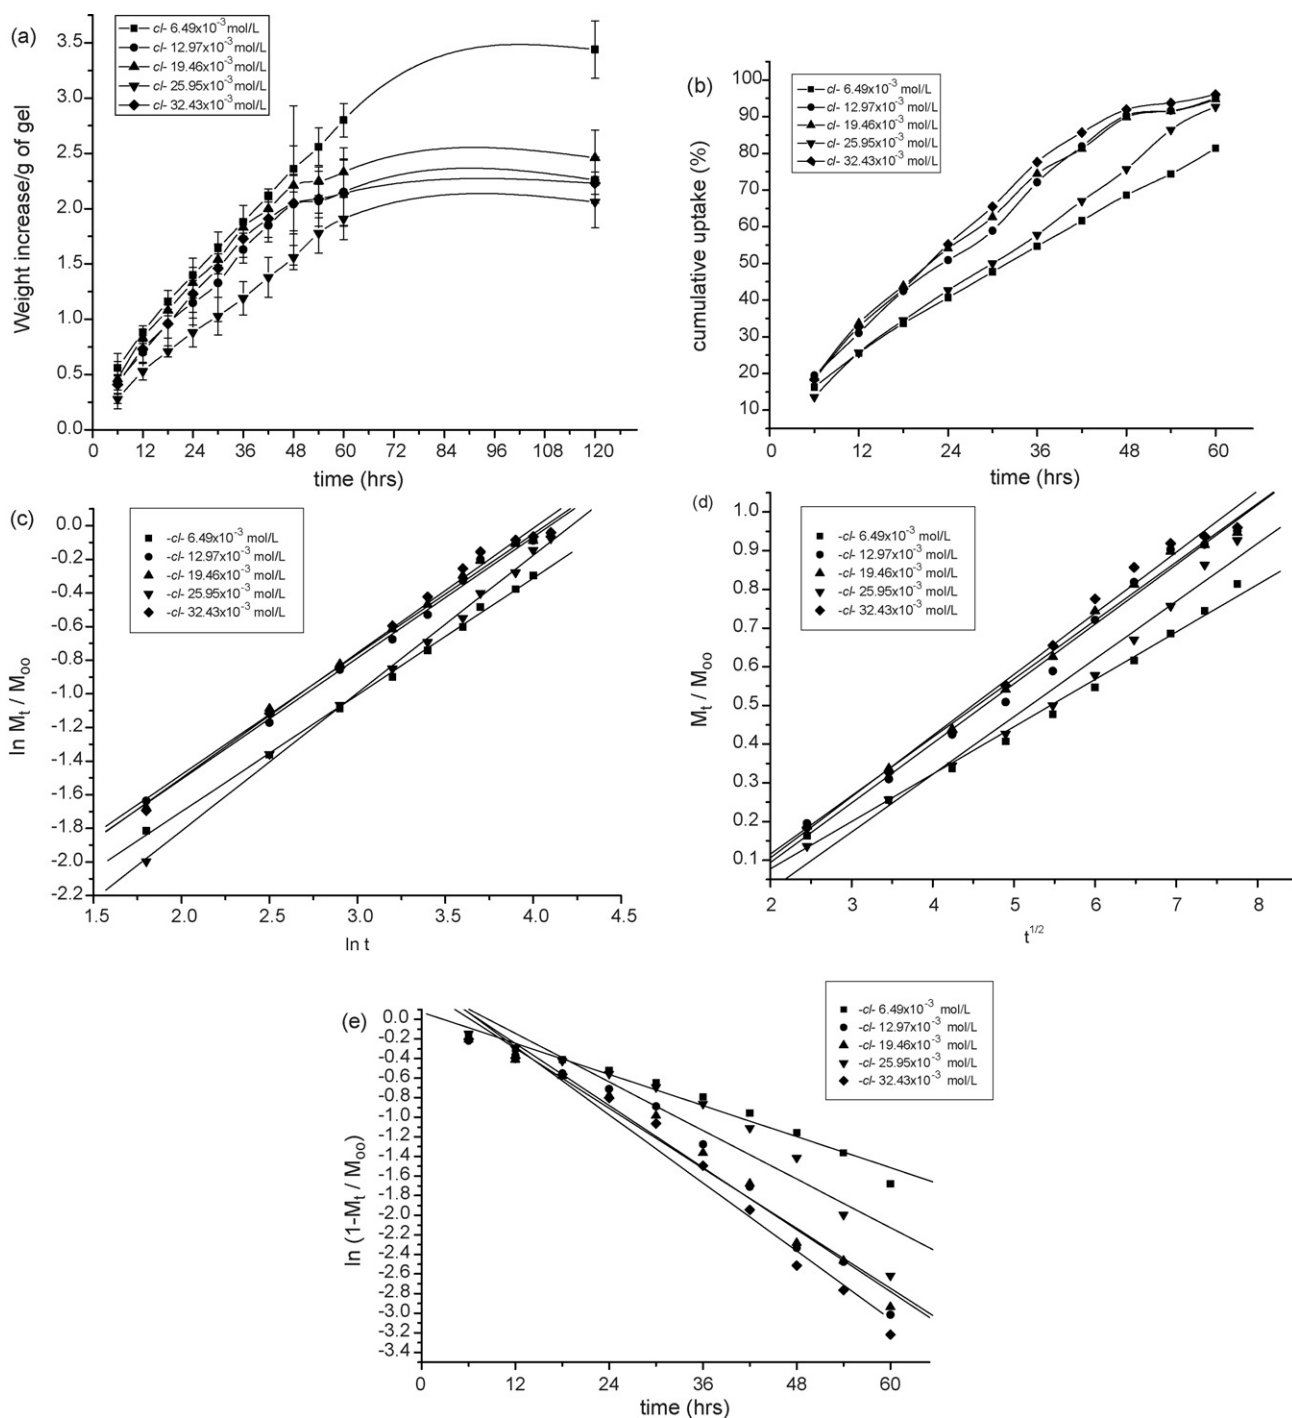 (a)
cl- 6.49x10⁻³ mol/L
cl- 12.97x10⁻³ mol/L
cl- 19.46x10⁻³ mol/L
cl- 25.95x10⁻³ mol/L
cl- 32.43x10⁻³ mol/L
Weight increase/g of gel
3.5
3.0
2.5
2.0
1.5
1.0
0.5
0.0
0 12 24 36 48 60 72 84 96 108 120
time (hrs)
(b)
cl- 6.49x10⁻³ mol/L
cl- 12.97x10⁻³ mol/L
cl- 19.46x10⁻³ mol/L
cl- 25.95x10⁻³ mol/L
cl- 32.43x10⁻³ mol/L
cumulative uptake (%)
100
90
80
70
60
50
40
30
20
10
0 12 24 36 48 60
time (hrs)
(c)
-cl- 6.49x10⁻³ mol/L
-cl- 12.97x10⁻³ mol/L
-cl- 19.46x10⁻³ mol/L
-cl- 25.95x10⁻³ mol/L
-cl- 32.43x10⁻³ mol/L
ln Mt / Moo
0.0
-0.2
-0.4
-0.6
-0.8
-1.0
-1.2
-1.4
-1.6
-1.8
-2.0
-2.2
1.5 2.0 2.5 3.0 3.5 4.0 4.5
ln t
(d)
-cl- 6.49x10⁻³ mol/L
-cl- 12.97x10⁻³ mol/L
-cl- 19.46x10⁻³ mol/L
-cl- 25.95x10⁻³ mol/L
-cl- 32.43x10⁻³ mol/L
Mt / Moo
1.0
0.9
0.8
0.7
0.6
0.5
0.4
0.3
0.2
0.1
2 3 4 5 6 7 8
t^1/2
(e)
-cl- 6.49x10⁻³ mol/L
-cl- 12.97x10⁻³ mol/L
-cl- 19.46x10⁻³ mol/L
-cl- 25.95x10⁻³ mol/L
-cl- 32.43x10⁻³ mol/L
ln (1-Mt / Moo)
0.0
-0.2
-0.4
-0.6
-0.8
-1.0
-1.2
-1.4
-1.6
-1.8
-2.0
-2.2
-2.4
-2.6
-2.8
-3.0
-3.2
-3.4
0 12 24 36 48 60
time (hrs)